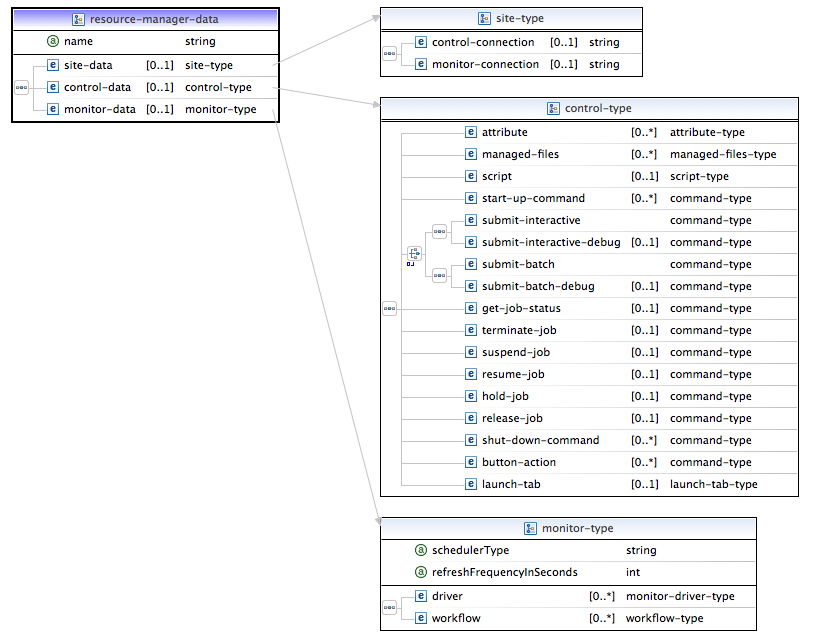 resource-manager-data
name string
site-data [0..1] site-type
control-data [0..1] control-type
monitor-data [0..1] monitor-type
site-type
control-connection [0..1] string
monitor-connection [0..1] string
control-type
attribute [0..*] attribute-type
managed-files [0..*] managed-files-type
script [0..1] script-type
start-up-command [0..*] command-type
submit-interactive command-type
submit-interactive-debug [0..1] command-type
submit-batch command-type
submit-batch-debug [0..1] command-type
get-job-status [0..1] command-type
terminate-job [0..1] command-type
suspend-job [0..1] command-type
resume-job [0..1] command-type
hold-job [0..1] command-type
release-job [0..1] command-type
shut-down-command [0..*] command-type
button-action [0..*] command-type
launch-tab [0..1] launch-tab-type
monitor-type
schedulerType string
refreshFrequencyInSeconds int
driver [0..*] monitor-driver-type
workflow [0..*] workflow-type